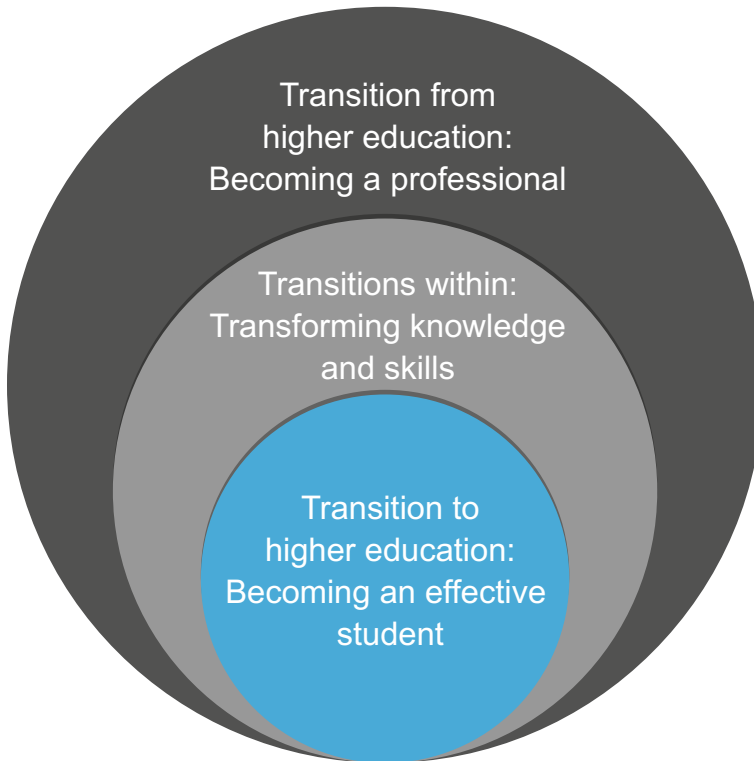 Transition from
higher education:
Becoming a professional
Transitions within:
Transforming knowledge
and skills
Transition to
higher education:
Becoming an effective
student